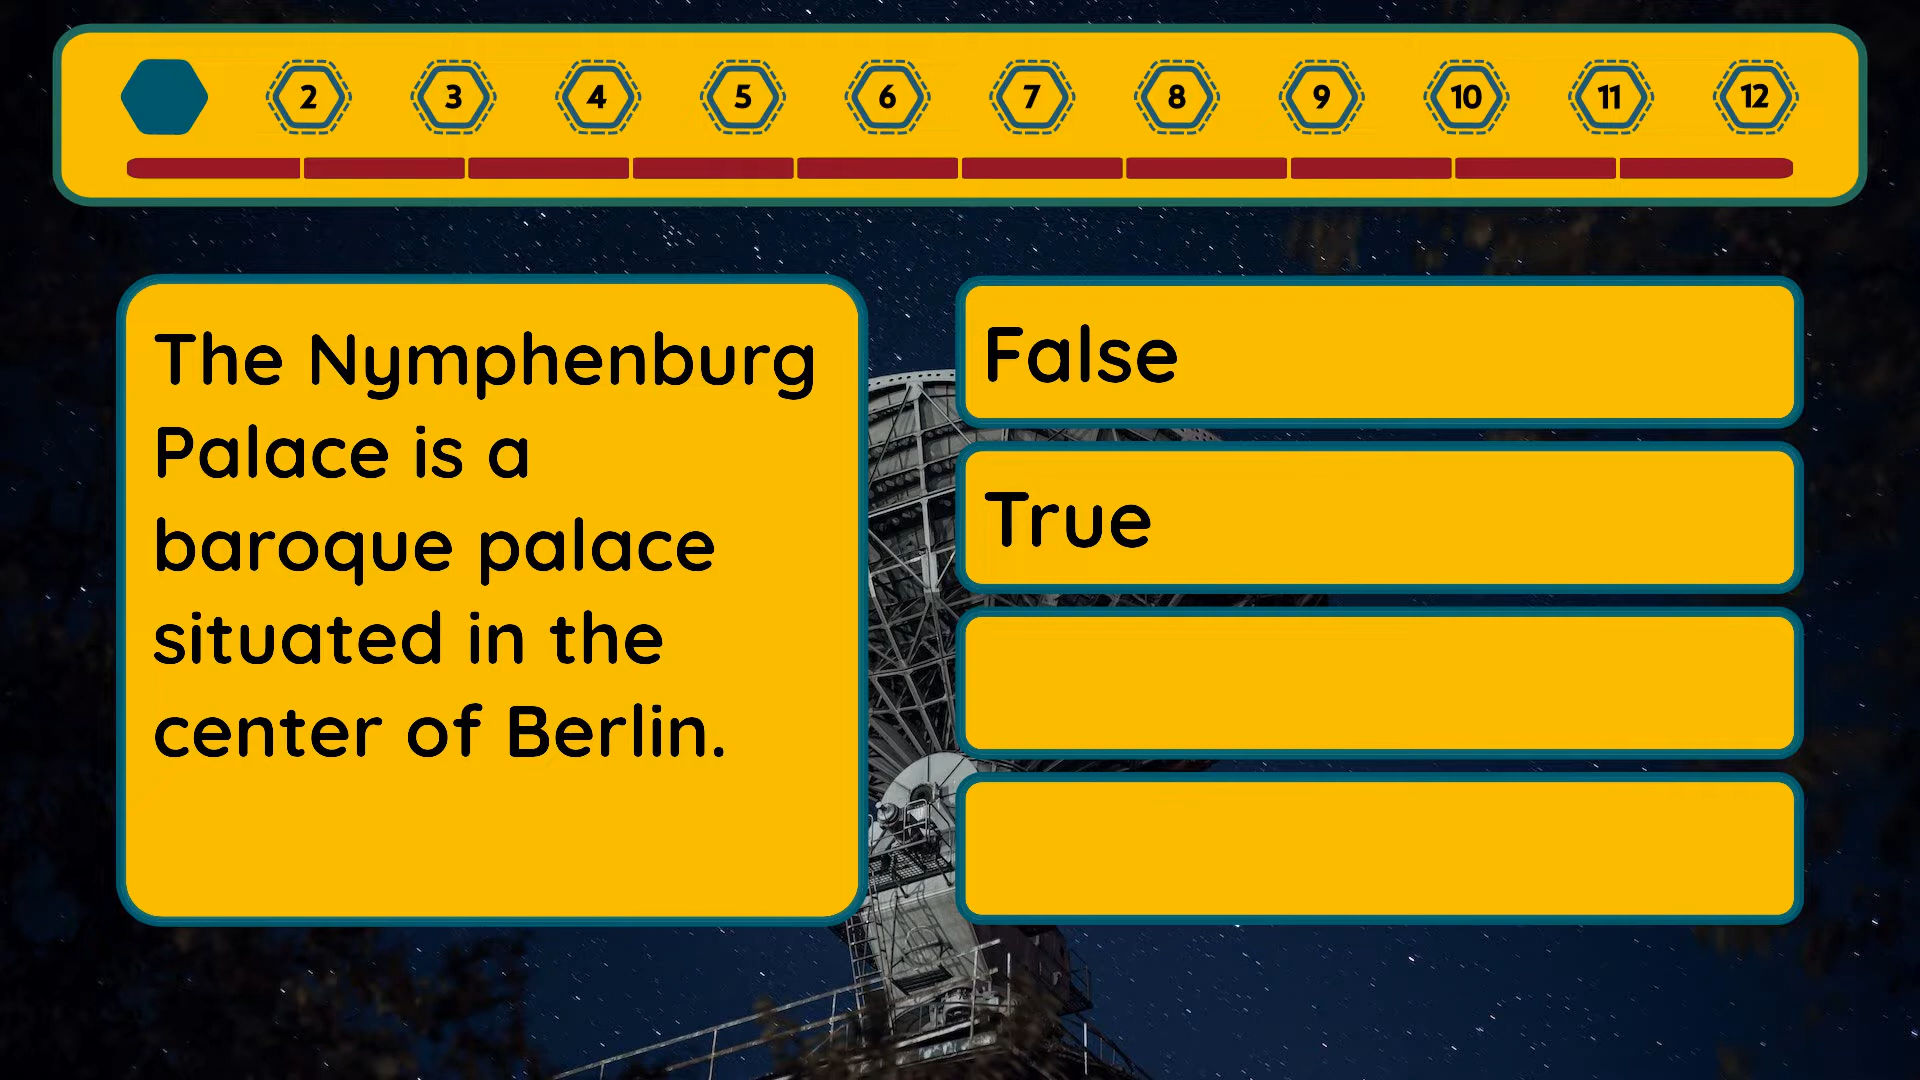 2 3 4 5 6 7 8 9 10 11 12
The Nymphenburg
Palace is a
baroque palace
situated in the
center of Berlin.
False
True